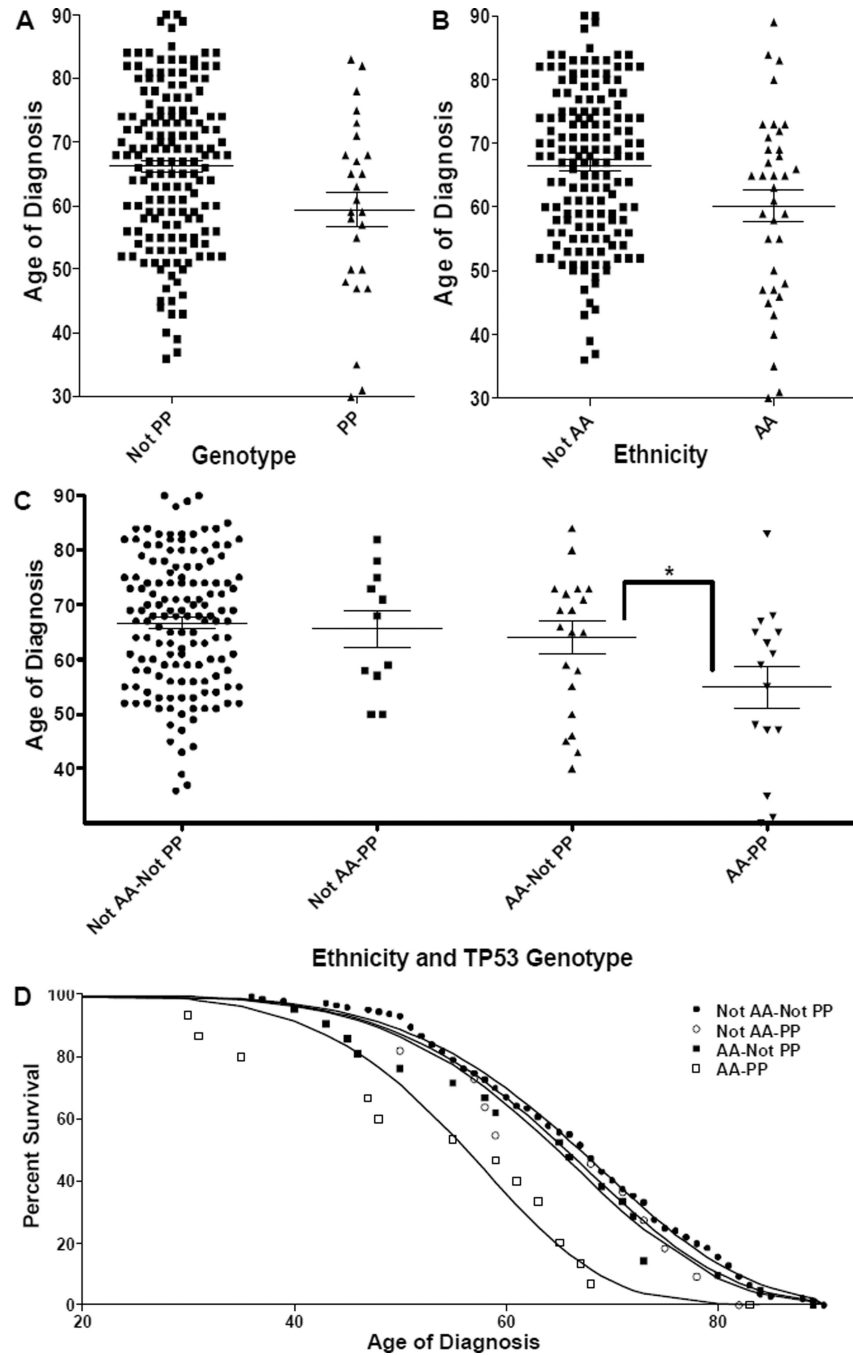 A
Age of Diagnosis
90
80
70
60
50
40
30
Not PP
PP
Genotype
B
Age of Diagnosis
90
80
70
60
50
40
30
Not AA
AA
Ethnicity
C
Age of Diagnosis
90
80
70
60
50
40
*
Not AA-Not PP
Not AA-PP
AA-Not PP
AA-PP
Ethnicity and TP53 Genotype
D
Percent Survival
100
80
60
40
20
0
20
40
60
80
Age of Diagnosis
Not AA-Not PP
Not AA-PP
AA-Not PP
AA-PP